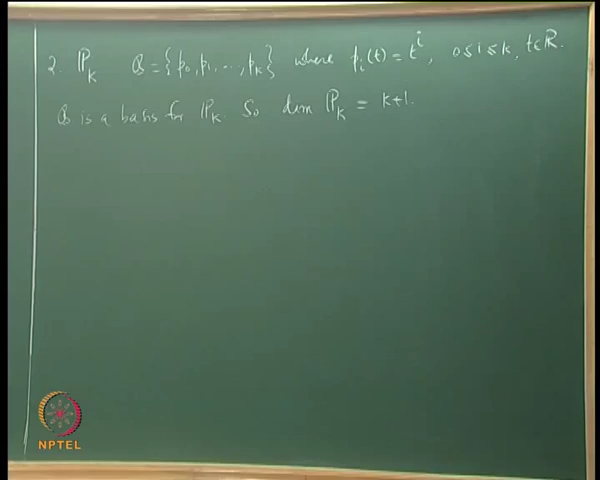 2. ℙ_k ℬ = {p_0, p_1, ..., p_k} where p_i(t) = t^i, 0 ≤ i ≤ k, t ∈ ℝ.
ℬ is a basis for ℙ_k. So dim ℙ_k = k+1.
NPTEL